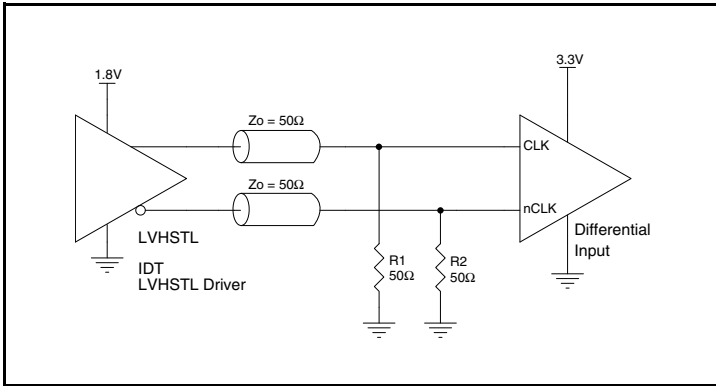 1.8V
3.3V
Zo = 50Ω
CLK
Zo = 50Ω
nCLK
LVHSTL
IDT
LVHSTL Driver
R1
50Ω
R2
50Ω
Differential
Input